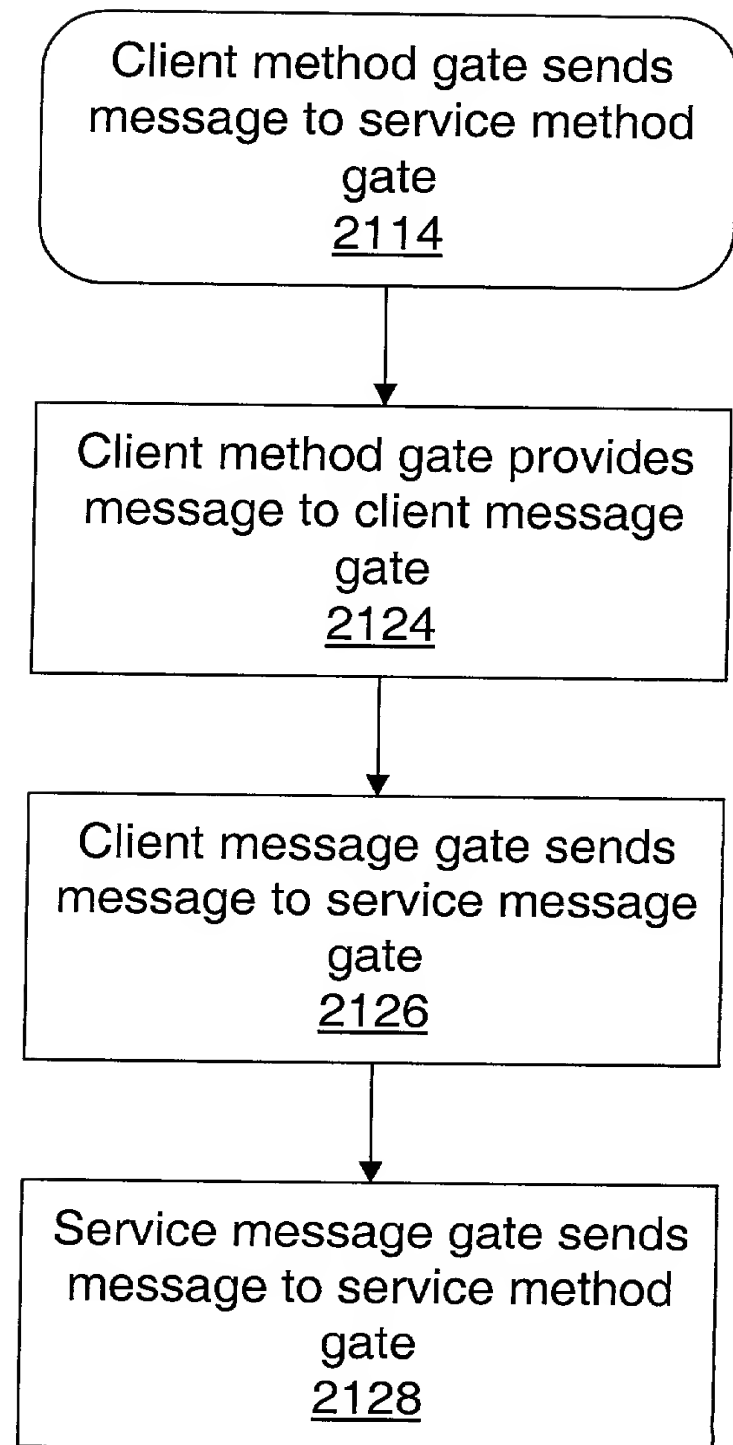 Client method gate sends
message to service method
gate
2114
Client method gate provides
message to client message
gate
2124
Client message gate sends
message to service message
gate
2126
Service message gate sends
message to service method
gate
2128